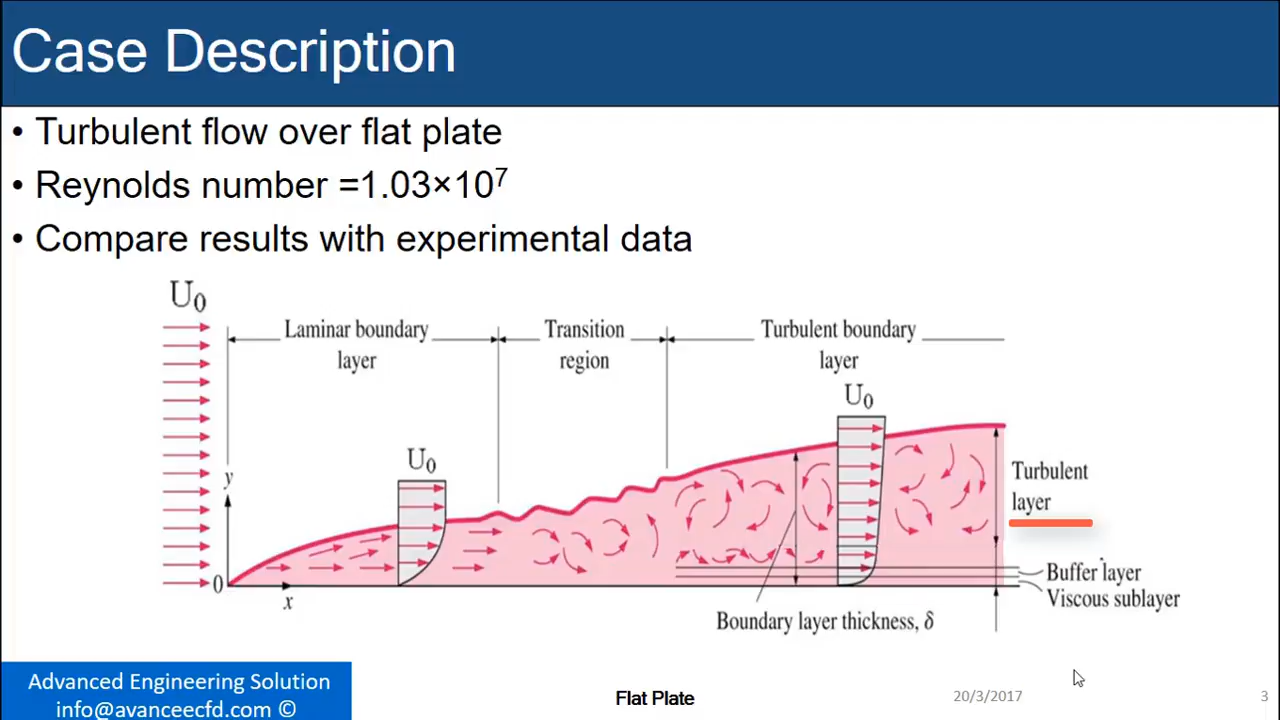 Case Description
• Turbulent flow over flat plate
• Reynolds number =1.03×10⁷
• Compare results with experimental data
U₀
Laminar boundary
layer
Transition
region
Turbulent boundary
layer
U₀
U₀
y
Turbulent
layer
0
x
Buffer layer
Viscous sublayer
Boundary layer thickness, δ
Advanced Engineering Solution
info@avanceecfd.com ©
Flat Plate
20/3/2017
3